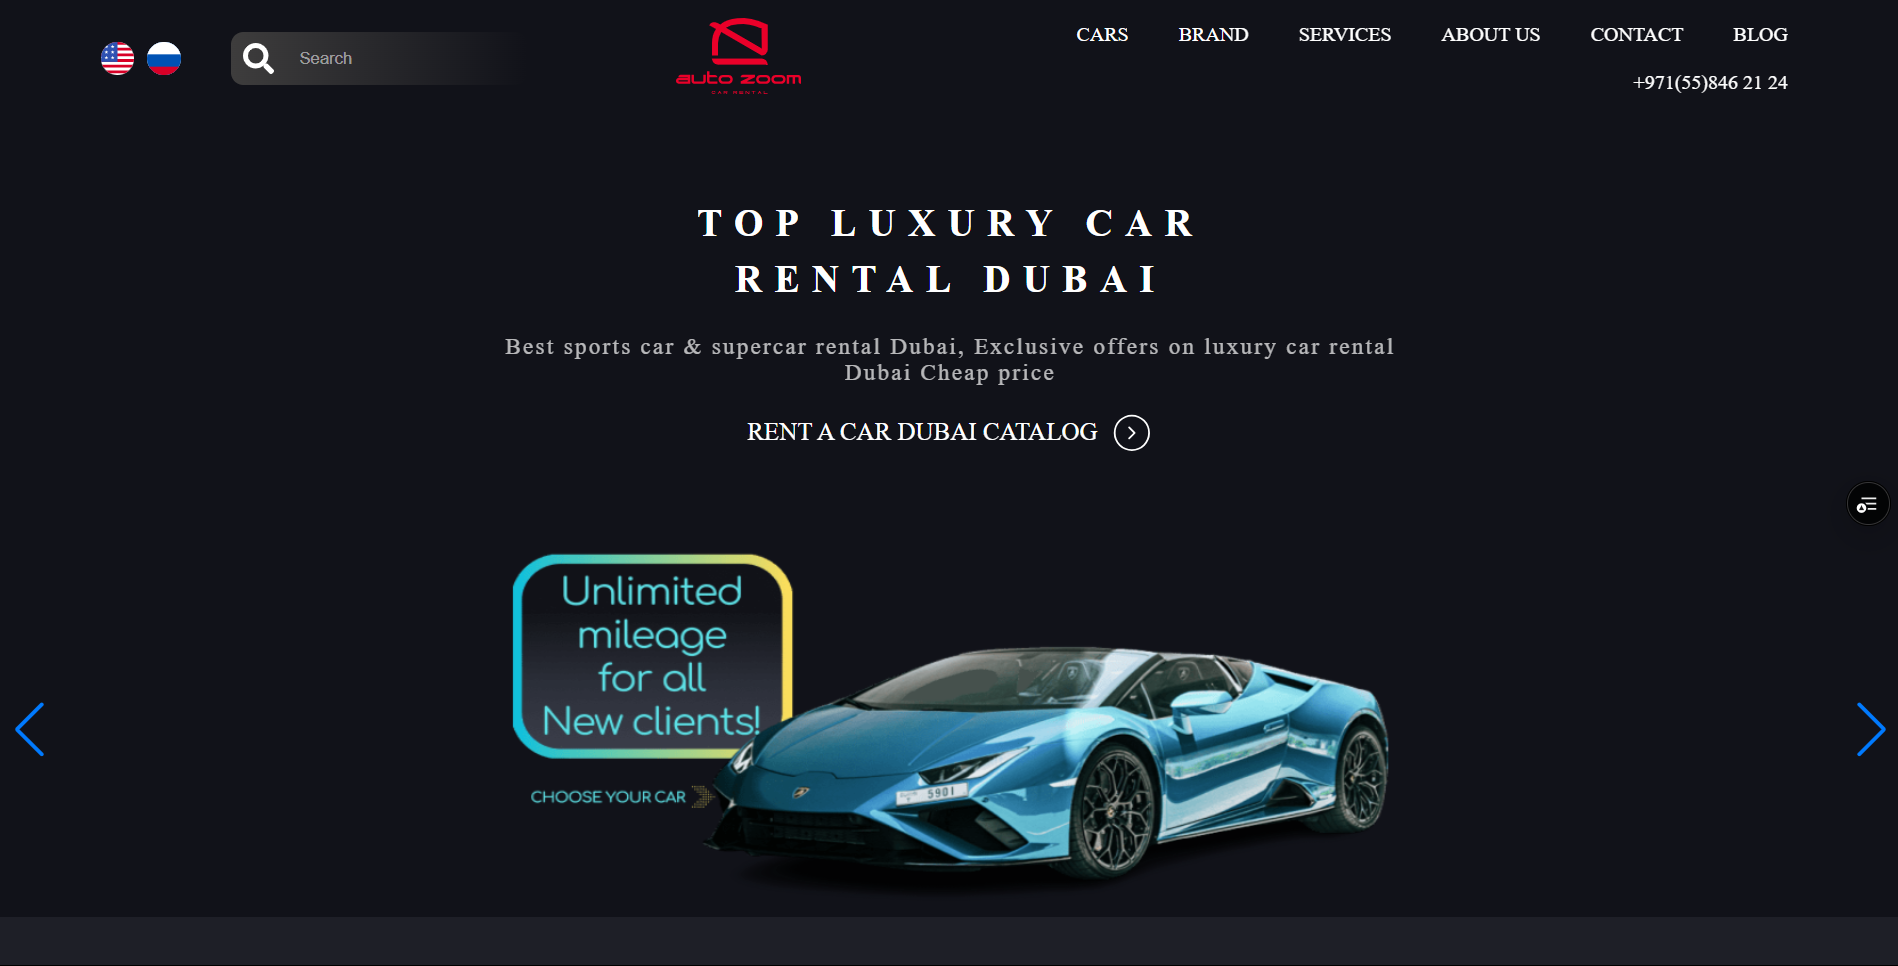 Search
auto zoom
CAR RENTAL
CARS
BRAND
SERVICES
ABOUT US
CONTACT
BLOG
+971(55)846 21 24
TOP LUXURY CAR
RENTAL DUBAI
Best sports car & supercar rental Dubai, Exclusive offers on luxury car rental
Dubai Cheap price
RENT A CAR DUBAI CATALOG
Unlimited
mileage
for all
New clients!
CHOOSE YOUR CAR
5901